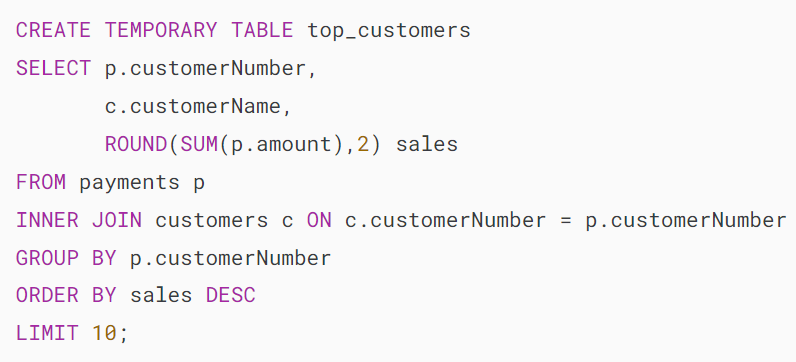 CREATE TEMPORARY TABLE top_customers
SELECT p.customerNumber,
       c.customerName,
       ROUND(SUM(p.amount),2) sales
FROM payments p
INNER JOIN customers c ON c.customerNumber = p.customerNumber
GROUP BY p.customerNumber
ORDER BY sales DESC
LIMIT 10;